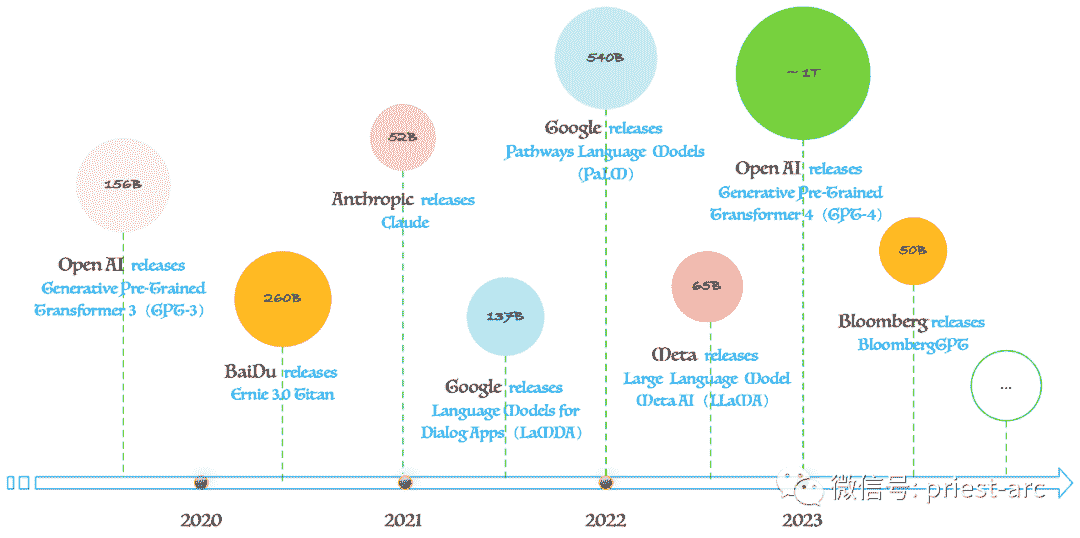 156B
Open AI releases
Generative Pre-Trained
Transformer 3 (GPT-3)
260B
BaiDu releases
Ernie 3.0 Titan
52B
Anthropic releases
Claude
137B
Google releases
Language Models for
Dialog Apps (LaMDA)
540B
Google releases
Pathways Language Models
(PaLM)
65B
Meta releases
Large Language Model
Meta AI (LLaMA)
~ 1T
Open AI releases
Generative Pre-Trained
Transformer 4 (GPT-4)
50B
Bloomberg releases
BloombergGPT
...
微信号: priest-arc
2020
2021
2022
2023